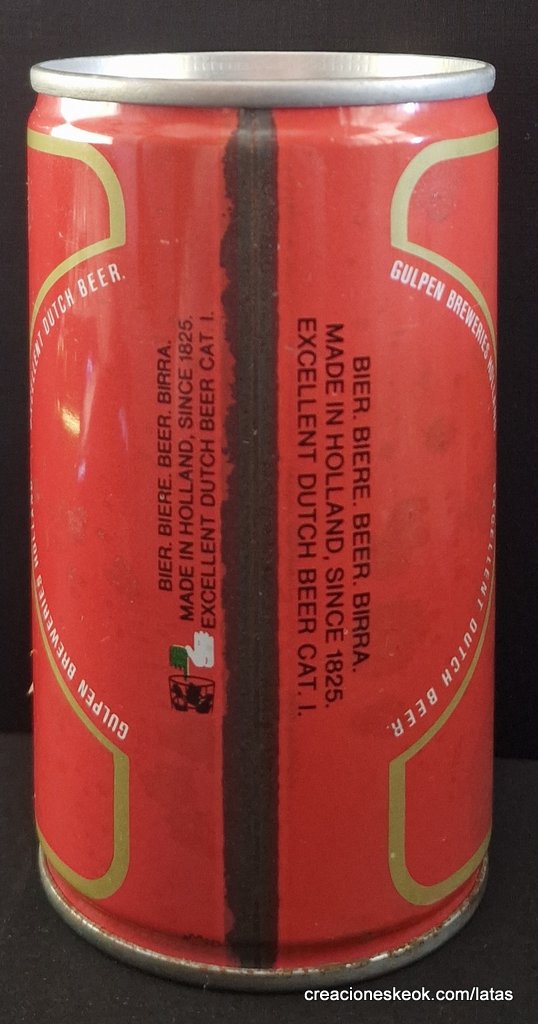 EXCELLENT DUTCH BEER.
GULPEN BREWERIES
BIER. BIERE. BEER. BIRRA.
MADE IN HOLLAND, SINCE 1825.
EXCELLENT DUTCH BEER CAT I.
BIER. BIERE. BEER. BIRRA.
MADE IN HOLLAND, SINCE 1825.
EXCELLENT DUTCH BEER CAT. I.
GULPEN BREWERIES
EXCELLENT DUTCH BEER.
creacioneskeok.com/latas